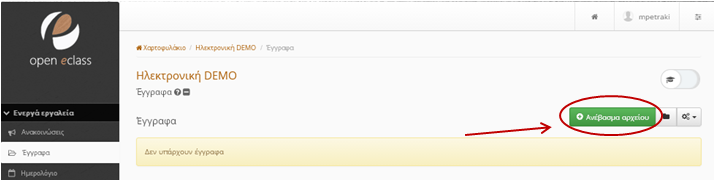 open eclass
mpetraki
Χαρτοφυλάκιο / Ηλεκτρονική DEMO / Έγγραφα
Ηλεκτρονική DEMO
Έγγραφα
Ενεργά εργαλεία
Έγγραφα
Ανέβασμα αρχείου
Ανακοινώσεις
Έγγραφα
Δεν υπάρχουν έγγραφα
Ημερολόγιο